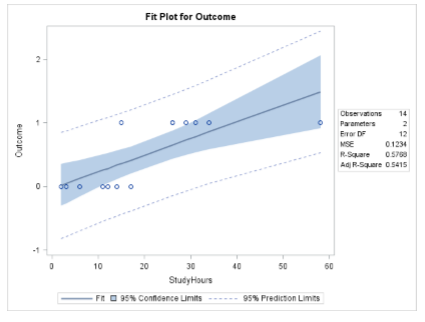 Fit Plot for Outcome
2
1
0
-1
Outcome
0 10 20 30 40 50 60
StudyHours
Observations 14
Parameters 2
Error DF 12
MSE 0.1234
R-Square 0.5768
Adj R-Square 0.5415
Fit 95% Confidence Limits 95% Prediction Limits